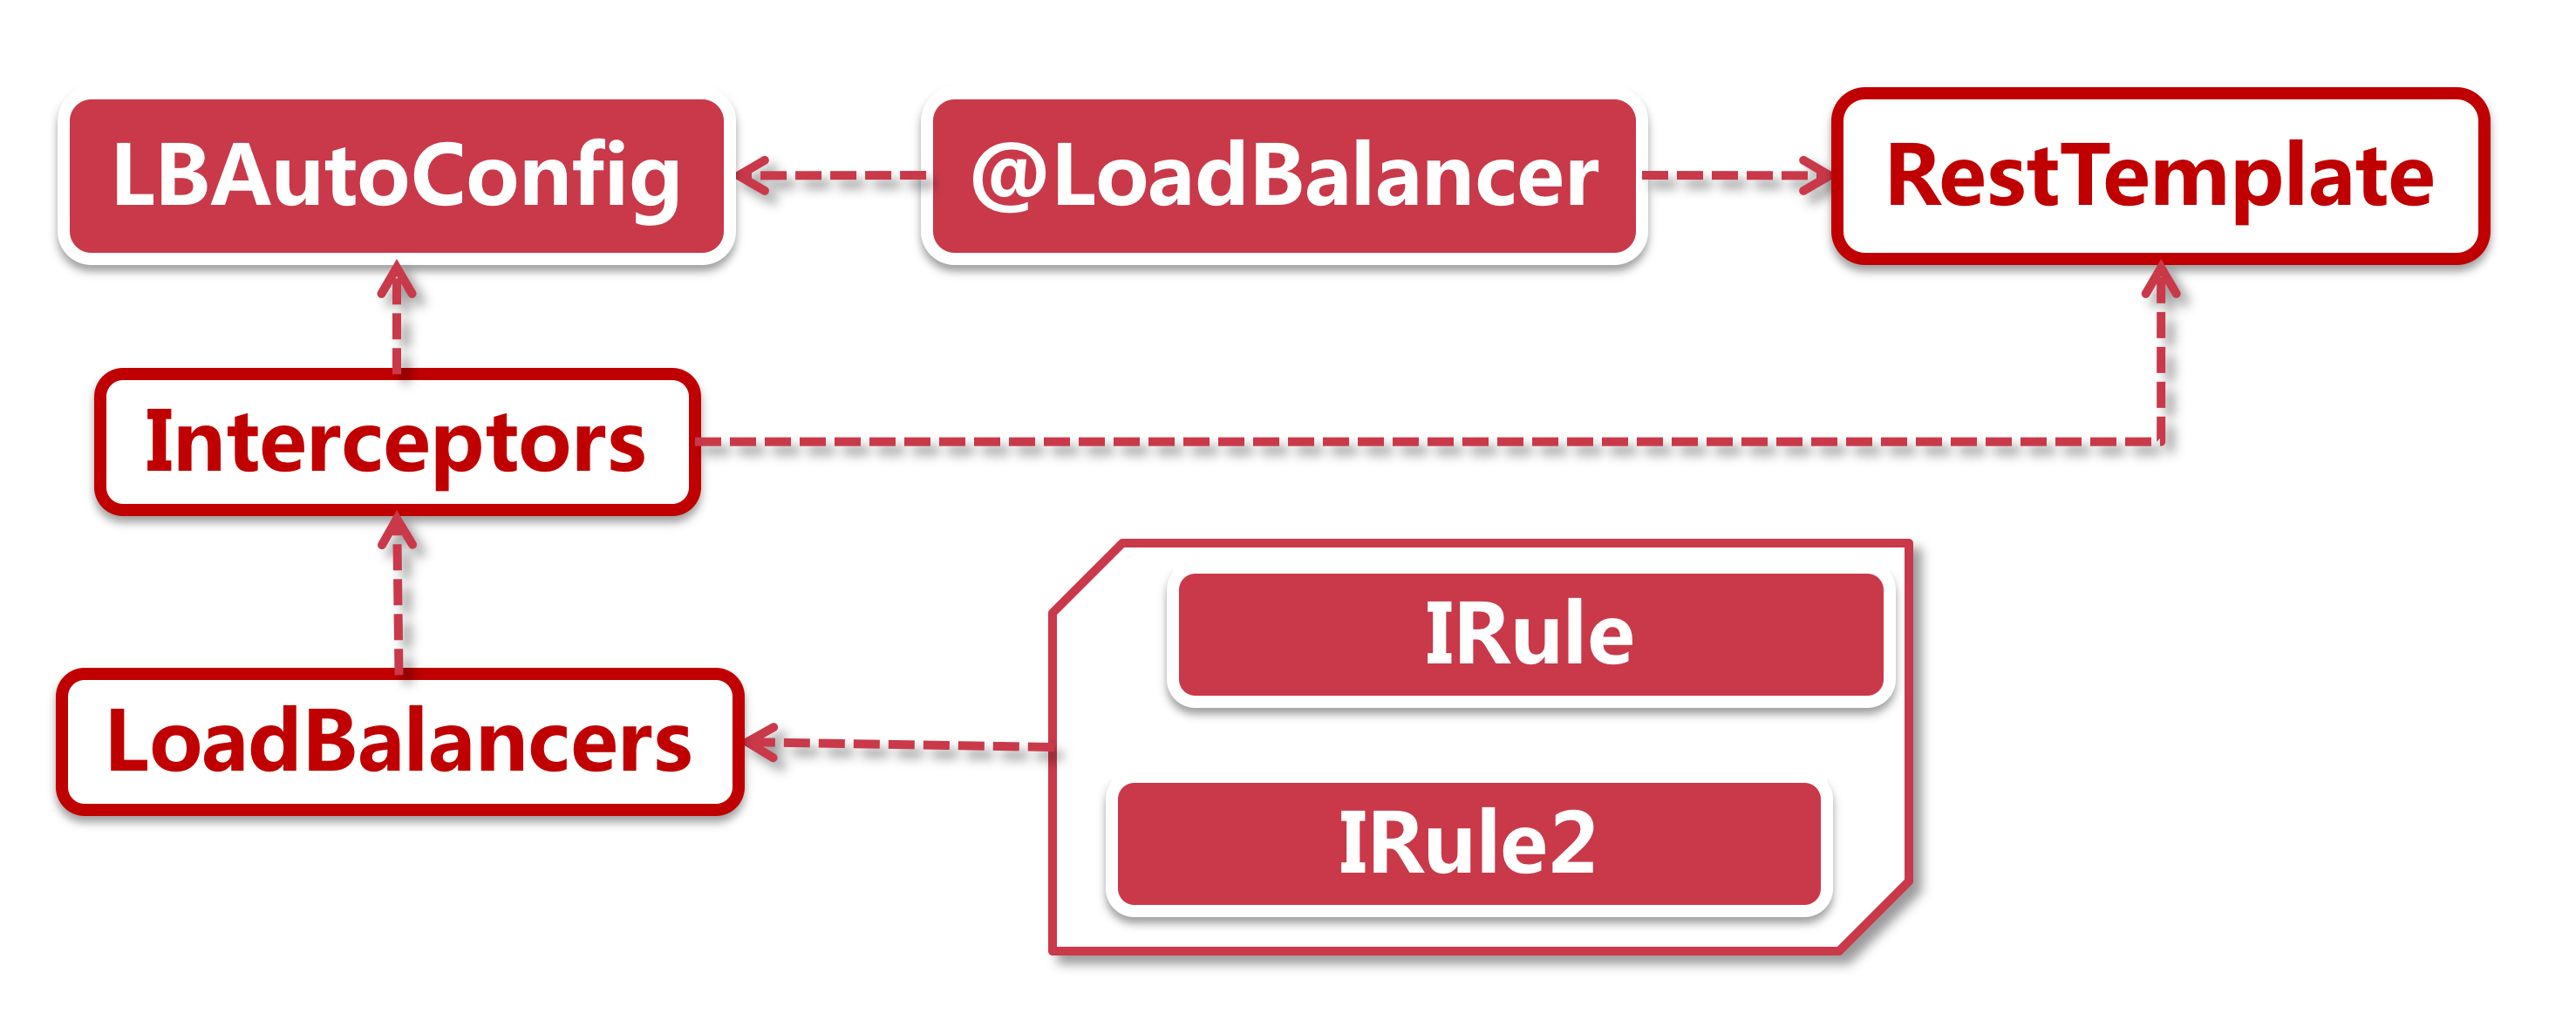 LBAutoConfig
@LoadBalancer
RestTemplate
Interceptors
LoadBalancers
IRule
IRule2